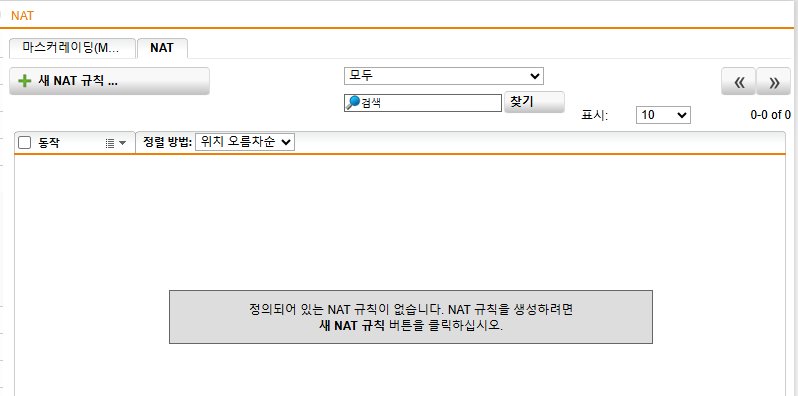 NAT
마스커레이딩(M...
NAT
새 NAT 규칙 ...
모두
검색
찾기
표시:
10
0-0 of 0
동작
정렬 방법:
위치 오름차순
정의되어 있는 NAT 규칙이 없습니다. NAT 규칙을 생성하려면
새 NAT 규칙 버튼을 클릭하십시오.